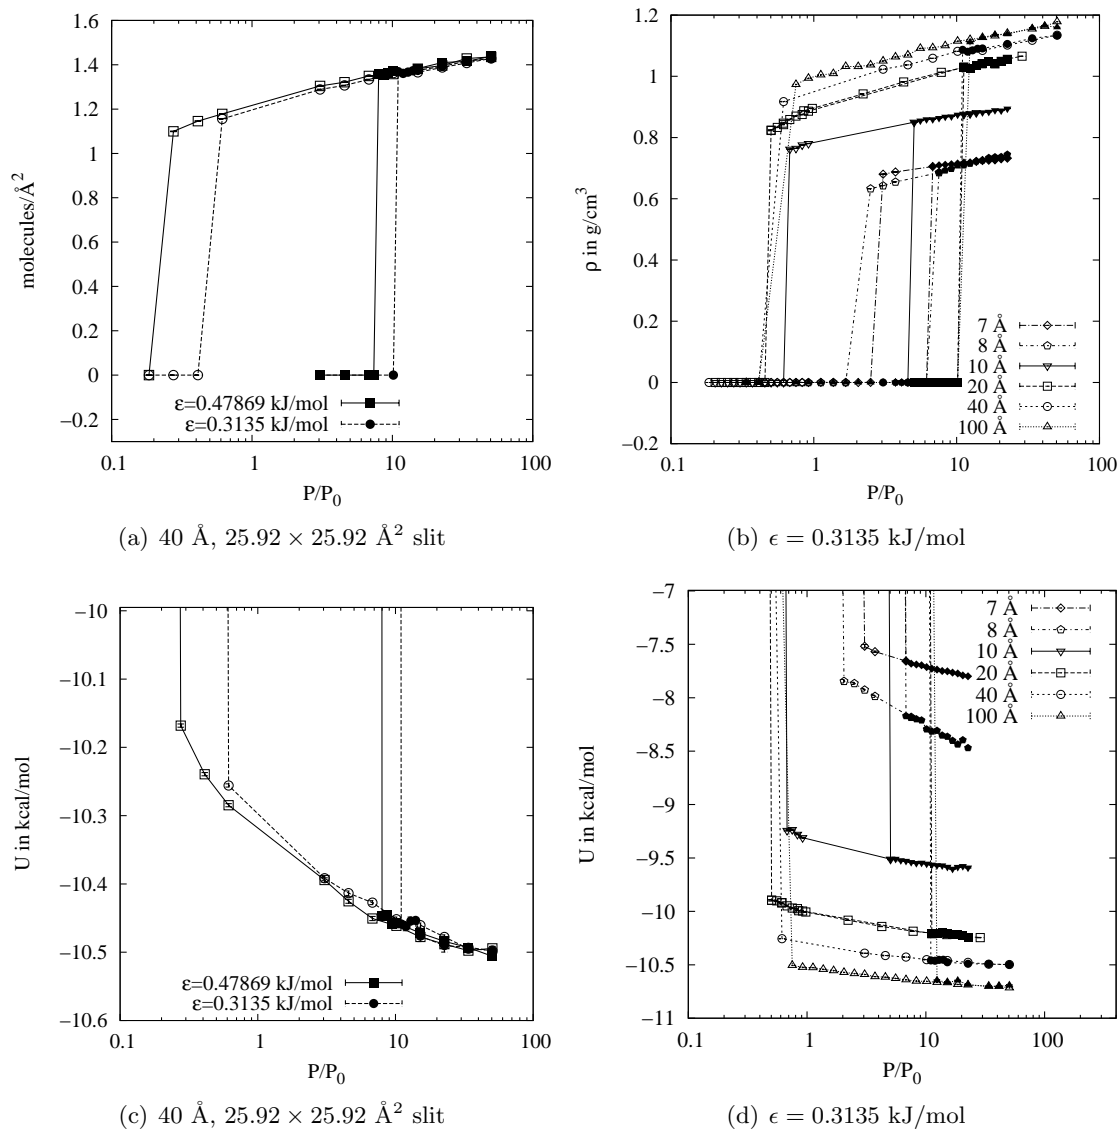 1.6
1.4
1.2
1
0.8
0.6
0.4
0.2
0
−0.2
molecules/Å2
ε=0.47869 kJ/mol
ε=0.3135 kJ/mol
0.1 1 10 100
P/P0
(a) 40 Å, 25.92 × 25.92 Å2 slit
1.2
1
0.8
0.6
0.4
0.2
0
−0.2
ρ in g/cm3
7 Å
8 Å
10 Å
20 Å
40 Å
100 Å
0.1 1 10 100
P/P0
(b) ϵ = 0.3135 kJ/mol
−10
−10.1
−10.2
−10.3
−10.4
−10.5
−10.6
U in kcal/mol
ε=0.47869 kJ/mol
ε=0.3135 kJ/mol
0.1 1 10 100
P/P0
(c) 40 Å, 25.92 × 25.92 Å2 slit
−7
−7.5
−8
−8.5
−9
−9.5
−10
−10.5
−11
U in kcal/mol
7 Å
8 Å
10 Å
20 Å
40 Å
100 Å
0.1 1 10 100
P/P0
(d) ϵ = 0.3135 kJ/mol